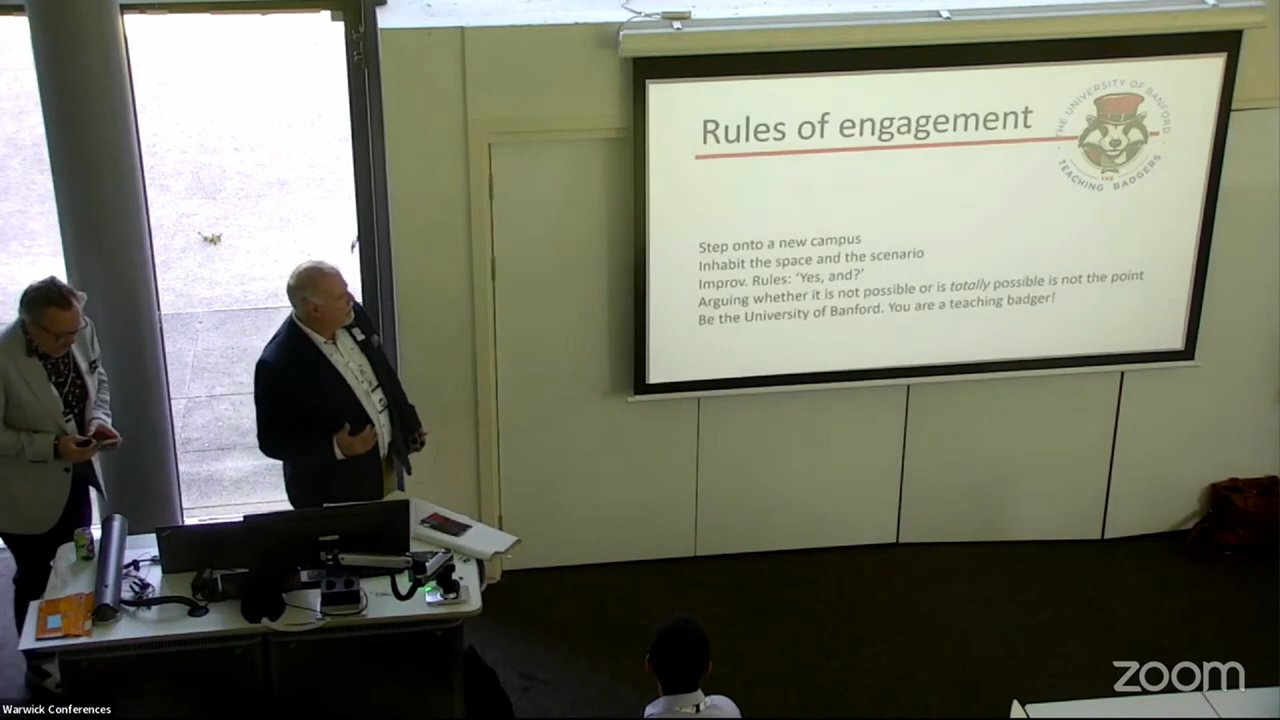 Rules of engagement
THE UNIVERSITY OF BANFORD
THE
TEACHING BADGERS
Step onto a new campus
Inhabit the space and the scenario
Improv. Rules: ‘Yes, and?’
Arguing whether it is not possible or is totally possible is not the point
Be the University of Banford. You are a teaching badger!
zoom
Warwick Conferences